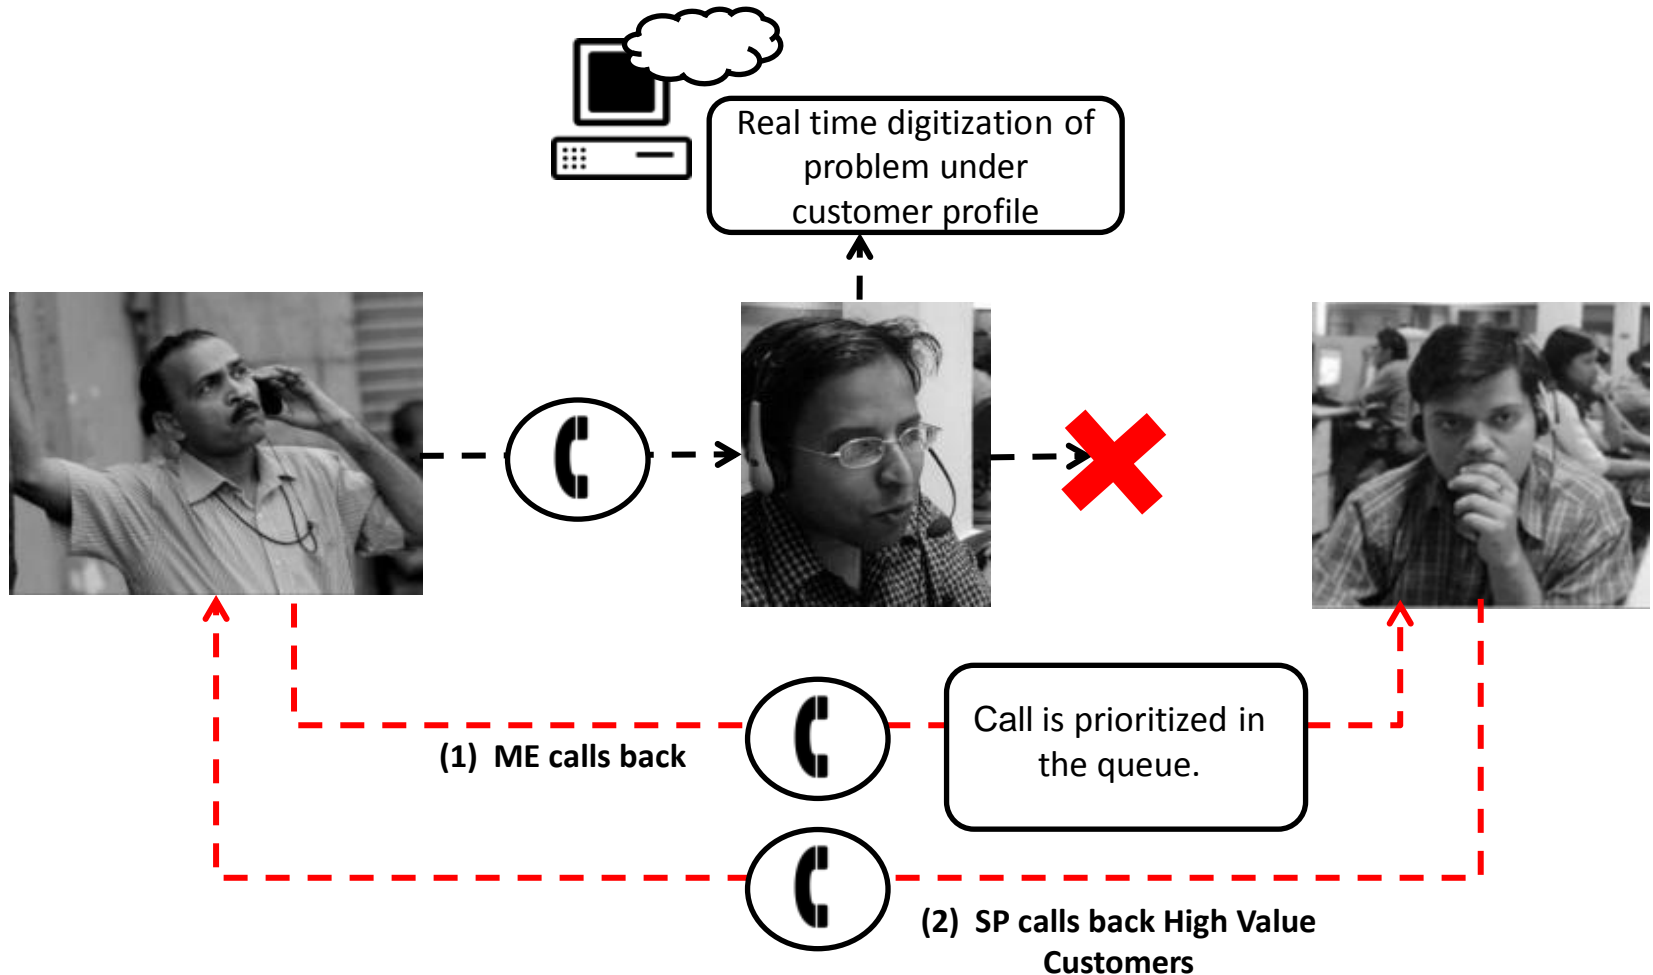 Real time digitization of
problem under
customer profile
Call is prioritized in
the queue.
(1) ME calls back
(2) SP calls back High Value
Customers